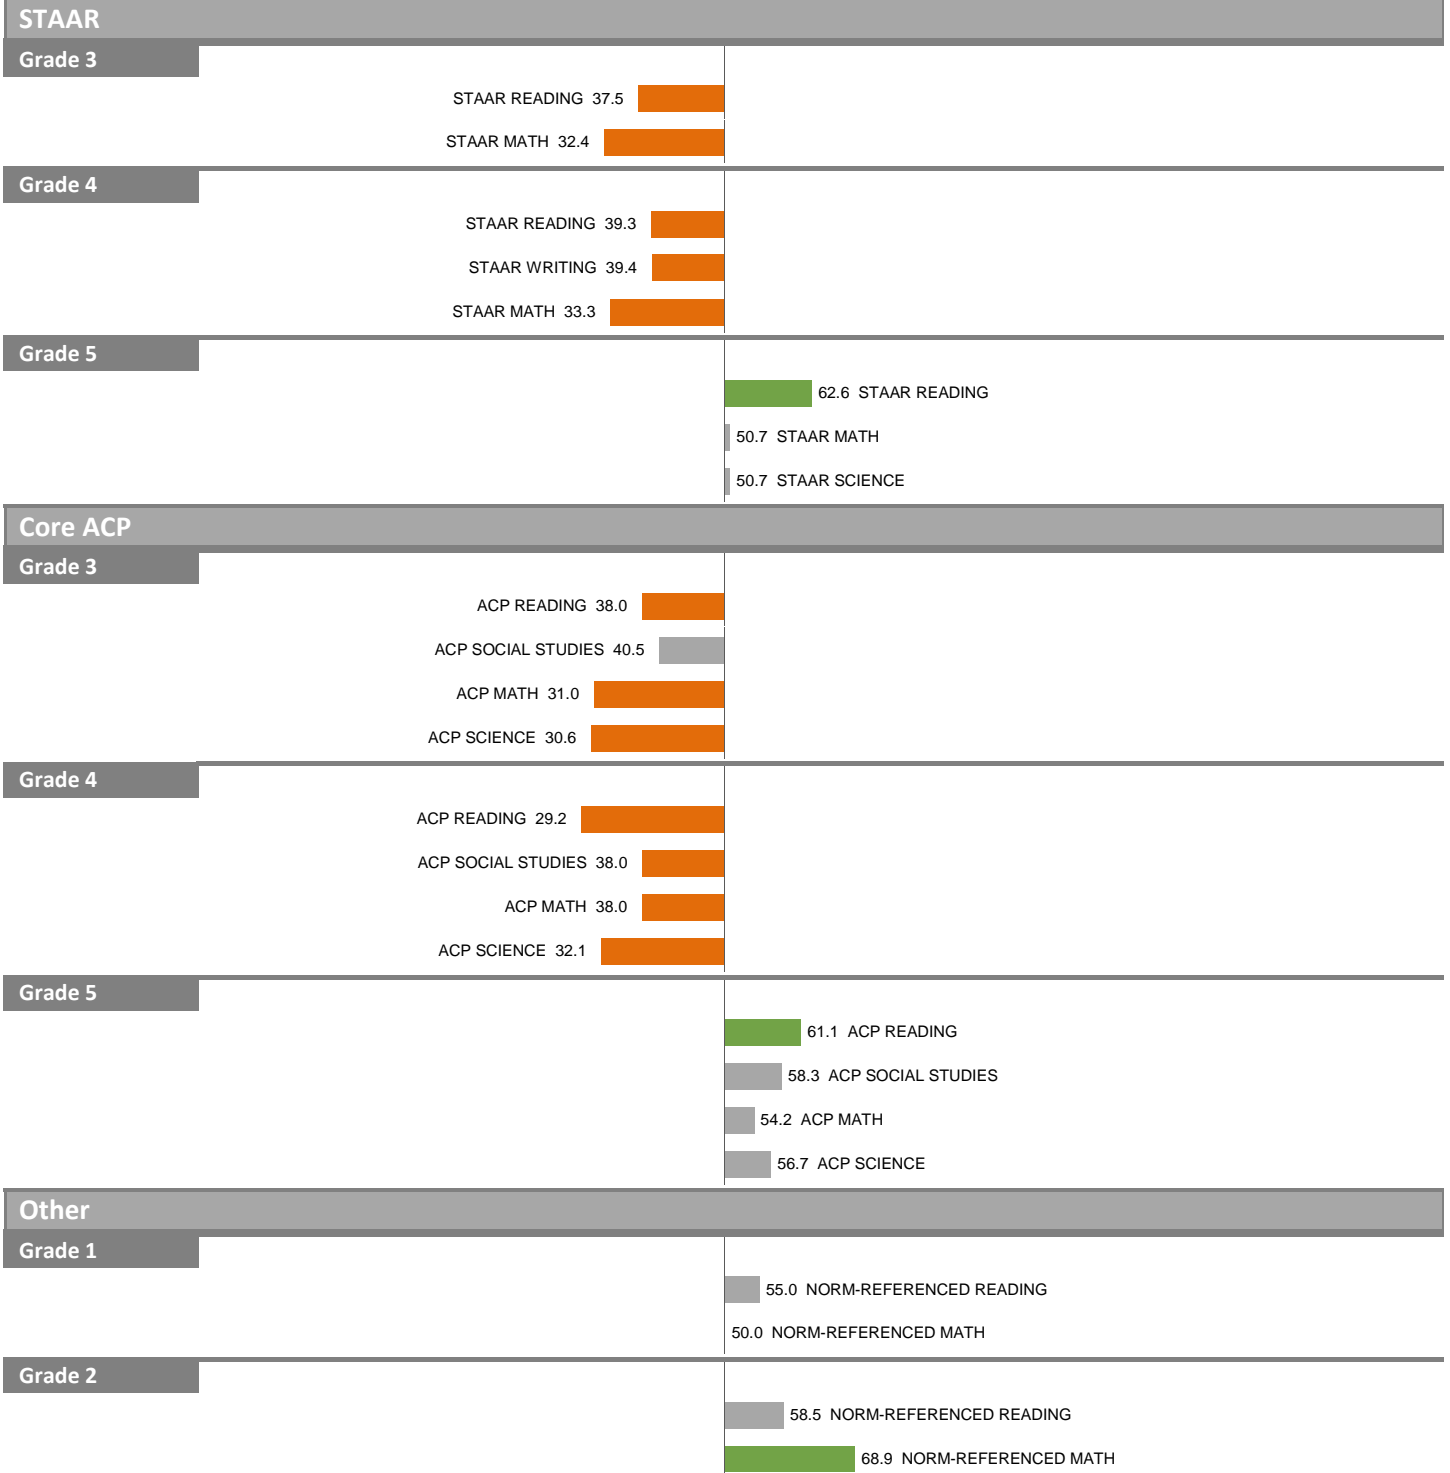 STAAR
Grade 3
STAAR READING 37.5
STAAR MATH 32.4
Grade 4
STAAR READING 39.3
STAAR WRITING 39.4
STAAR MATH 33.3
Grade 5
62.6 STAAR READING
50.7 STAAR MATH
50.7 STAAR SCIENCE
Core ACP
Grade 3
ACP READING 38.0
ACP SOCIAL STUDIES 40.5
ACP MATH 31.0
ACP SCIENCE 30.6
Grade 4
ACP READING 29.2
ACP SOCIAL STUDIES 38.0
ACP MATH 38.0
ACP SCIENCE 32.1
Grade 5
61.1 ACP READING
58.3 ACP SOCIAL STUDIES
54.2 ACP MATH
56.7 ACP SCIENCE
Other
Grade 1
55.0 NORM-REFERENCED READING
50.0 NORM-REFERENCED MATH
Grade 2
58.5 NORM-REFERENCED READING
68.9 NORM-REFERENCED MATH